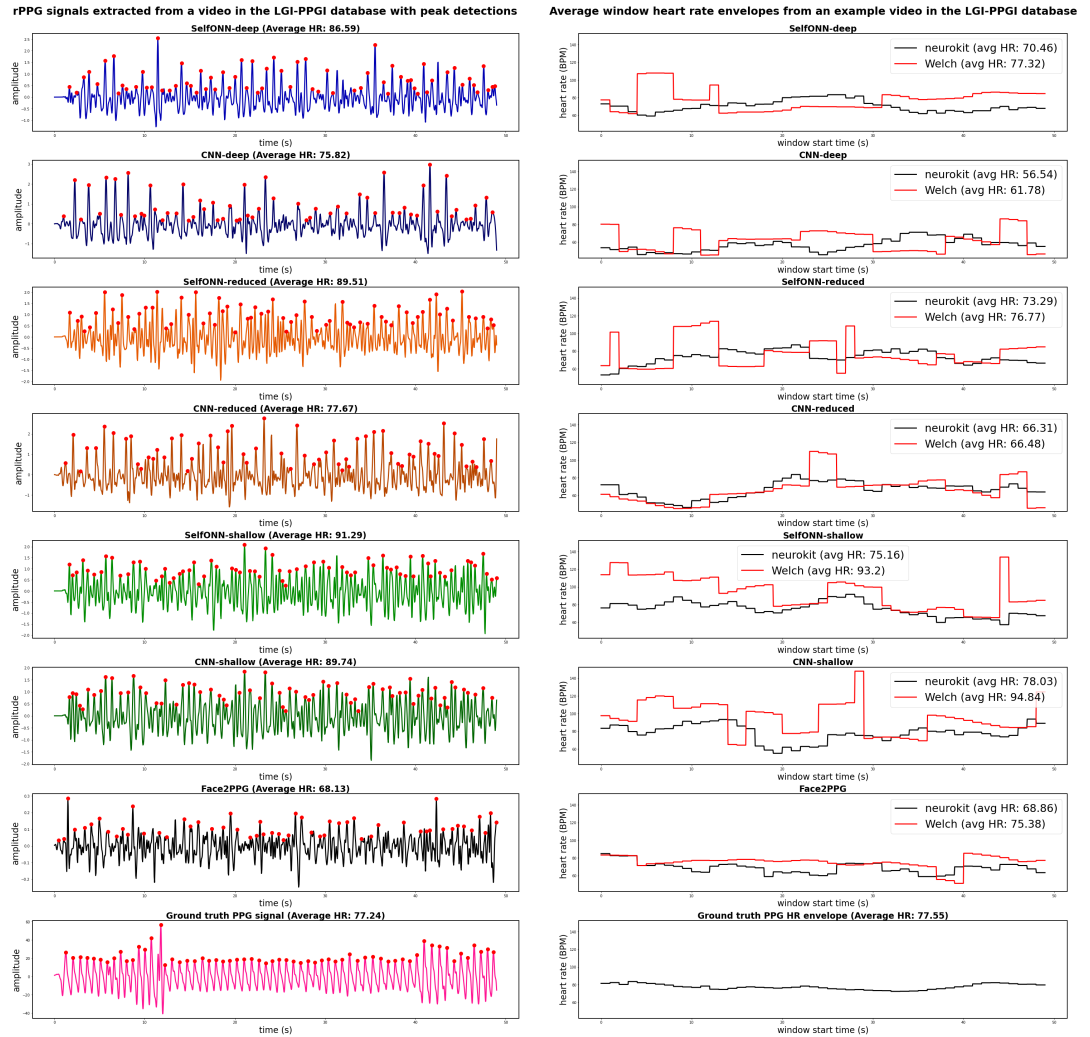 rPPG signals extracted from a video in the LGI-PPGI database with peak detections
SelfONN-deep (Average HR: 86.59)
amplitude
time (s)
CNN-deep (Average HR: 75.82)
amplitude
time (s)
SelfONN-reduced (Average HR: 89.51)
amplitude
time (s)
CNN-reduced (Average HR: 77.67)
amplitude
time (s)
SelfONN-shallow (Average HR: 91.29)
amplitude
time (s)
CNN-shallow (Average HR: 89.74)
amplitude
time (s)
Face2PPG (Average HR: 68.13)
amplitude
time (s)
Ground truth PPG signal (Average HR: 77.24)
amplitude
time (s)
Average window heart rate envelopes from an example video in the LGI-PPGI database
SelfONN-deep
heart rate (BPM)
neurokit (avg HR: 70.46)
Welch (avg HR: 77.32)
window start time (s)
CNN-deep
heart rate (BPM)
neurokit (avg HR: 56.54)
Welch (avg HR: 61.78)
window start time (s)
SelfONN-reduced
heart rate (BPM)
neurokit (avg HR: 73.29)
Welch (avg HR: 76.77)
window start time (s)
CNN-reduced
heart rate (BPM)
neurokit (avg HR: 66.31)
Welch (avg HR: 66.48)
window start time (s)
SelfONN-shallow
heart rate (BPM)
neurokit (avg HR: 75.16)
Welch (avg HR: 93.2)
window start time (s)
CNN-shallow
heart rate (BPM)
neurokit (avg HR: 78.03)
Welch (avg HR: 94.84)
window start time (s)
Face2PPG
heart rate (BPM)
neurokit (avg HR: 68.86)
Welch (avg HR: 75.38)
window start time (s)
Ground truth PPG HR envelope (Average HR: 77.55)
heart rate (BPM)
window start time (s)